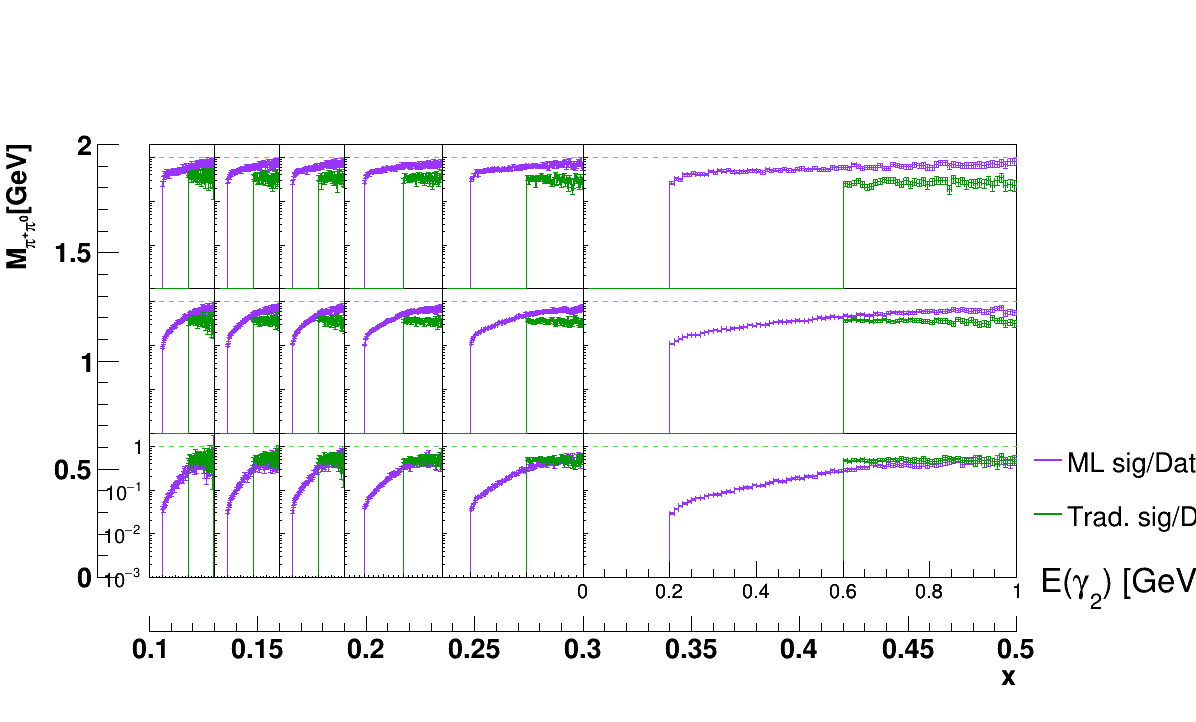 M_{π⁺π⁰}[GeV]
2
1.5
1
0.5
0
1
10⁻¹
10⁻²
10⁻³
0 0.2 0.4 0.6 0.8 1
E(γ₂) [GeV
0.1 0.15 0.2 0.25 0.3 0.35 0.4 0.45 0.5
x
ML sig/Dat
Trad. sig/D